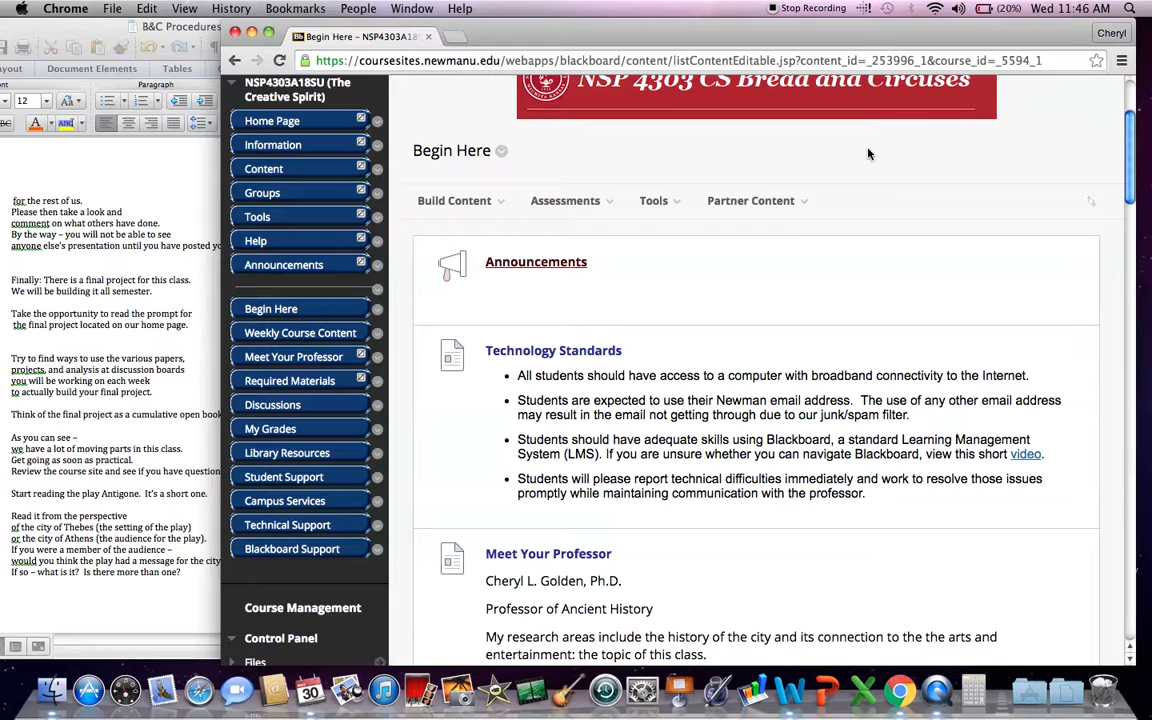 Chrome File Edit View History Bookmarks People Window Help Stop Recording (20%) Wed 11:46 AM
B&C Procedures
Begin Here – NSP4303A18S
Cheryl
https://coursesites.newmanu.edu/webapps/blackboard/content/listContentEditable.jsp?content_id=_253996_1&course_id=_5594_1
ayout Document Elements Tables
Paragraph
12 Aa
ABC A
for the rest of us.
Please then take a look and
comment on what others have done.
By the way – you will not be able to see
anyone else's presentation until you have posted yo
Finally: There is a final project for this class.
We will be building it all semester.
Take the opportunity to read the prompt for
the final project located on our home page.
Try to find ways to use the various papers,
projects, and analysis at discussion boards
you will be working on each week
to actually build your final project.
Think of the final project as a cumulative open book
As you can see –
we have a lot of moving parts in this class.
Get going as soon as practical.
Review the course site and see if you have question
Start reading the play Antigone. It's a short one.
Read it from the perspective
of the city of Thebes (the setting of the play)
or the city of Athens (the audience for the play).
If you were a member of the audience –
would you think the play had a message for the city
If so – what is it? Is there more than one?
NSP4303A18SU (The
Creative Spirit)
Home Page
Information
Content
Groups
Tools
Help
Announcements
Begin Here
Weekly Course Content
Meet Your Professor
Required Materials
Discussions
My Grades
Library Resources
Student Support
Campus Services
Technical Support
Blackboard Support
Course Management
Control Panel
Files
NSP 4303 CS Bread and Circuses
Begin Here
Build Content Assessments Tools Partner Content
Announcements
Technology Standards
• All students should have access to a computer with broadband connectivity to the Internet.
• Students are expected to use their Newman email address. The use of any other email address
may result in the email not getting through due to our junk/spam filter.
• Students should have adequate skills using Blackboard, a standard Learning Management
System (LMS). If you are unsure whether you can navigate Blackboard, view this short video.
• Students will please report technical difficulties immediately and work to resolve those issues
promptly while maintaining communication with the professor.
Meet Your Professor
Cheryl L. Golden, Ph.D.
Professor of Ancient History
My research areas include the history of the city and its connection to the the arts and
entertainment: the topic of this class.
30